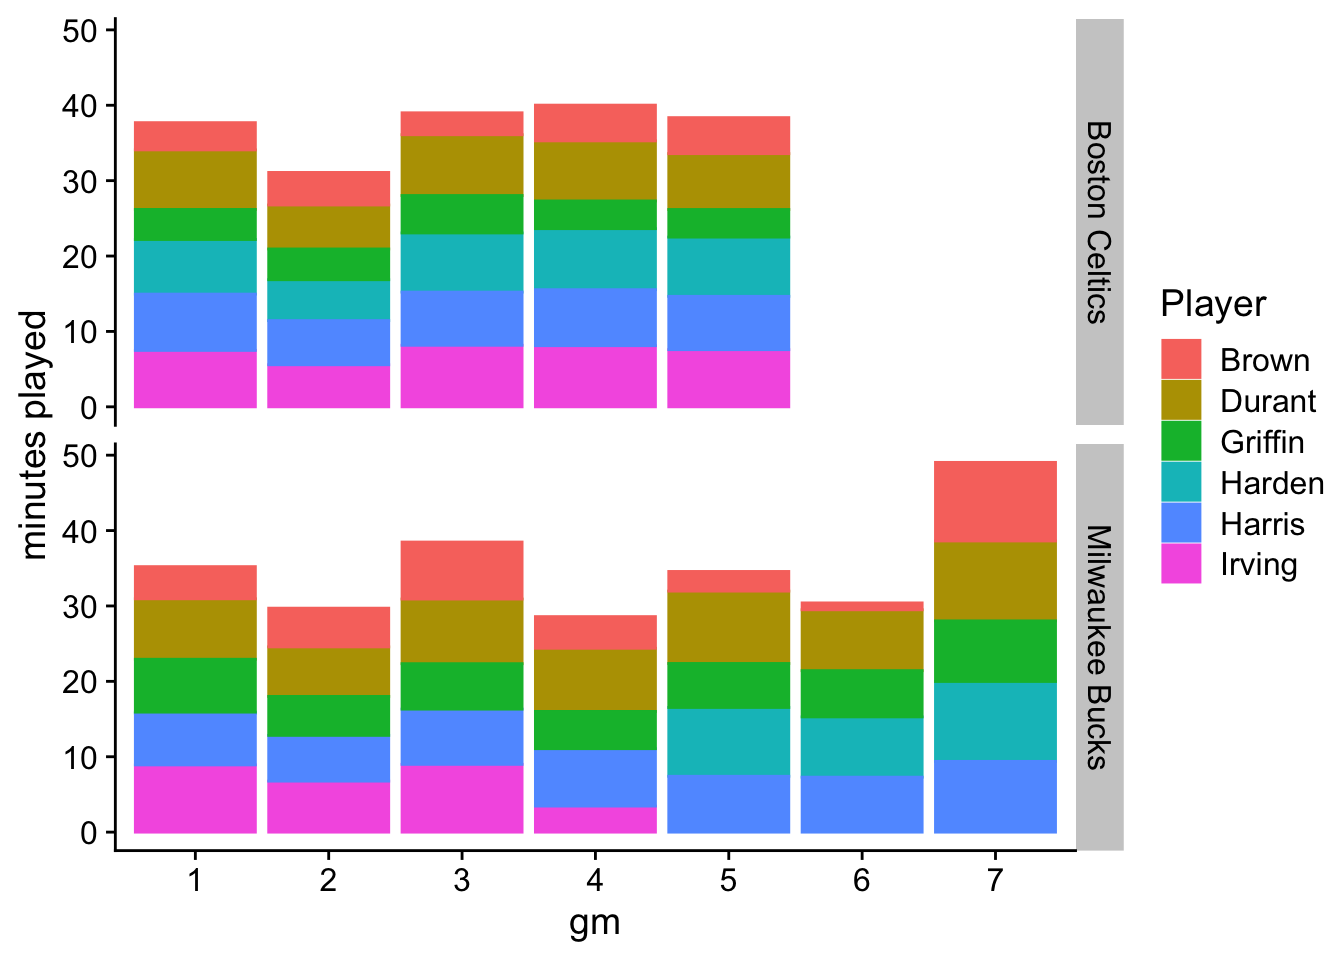 minutes played
50
40
30
20
10
0
Boston Celtics
50
40
30
20
10
0
Milwaukee Bucks
1 2 3 4 5 6 7
gm
Player
Brown
Durant
Griffin
Harden
Harris
Irving